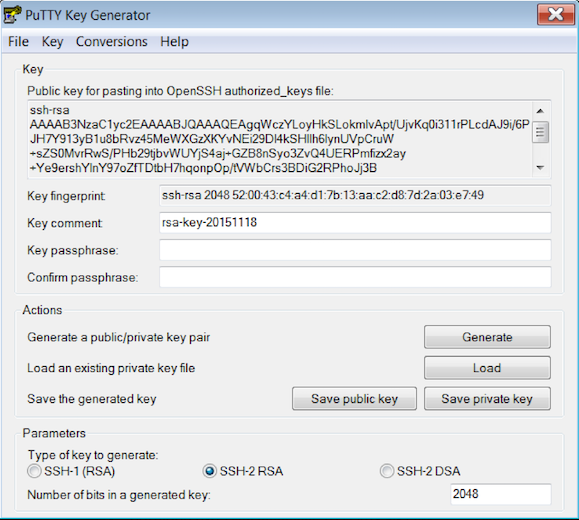 PuTTY Key Generator
File Key Conversions Help
Key
Public key for pasting into OpenSSH authorized_keys file:
ssh-rsa
AAAAB3NzaC1yc2EAAAABJQAAAQEAgqWczYLoyHkSLokmIvApt/UjvKq0i311rPLcdAJ9i/6P
JH7Y913yB1u8bRvz45MeWXGzXKYvNEi29Dl4kSHIlh6lynUVpCruW
+sZS0MvrRwS/PHb29tjbvWUYjS4aj+GZB8nSyo3ZvQ4UERPmfizx2ay
+Ye9ershYlnY97oZfTDtbH7hqonpOp/tVWbCrs3BDiG2RPhoJj3B
Key fingerprint: ssh-rsa 2048 52:00:43:c4:a4:d1:7b:13:aa:c2:d8:7d:2a:03:e7:49
Key comment: rsa-key-20151118
Key passphrase:
Confirm passphrase:
Actions
Generate a public/private key pair Generate
Load an existing private key file Load
Save the generated key Save public key Save private key
Parameters
Type of key to generate:
SSH-1 (RSA) SSH-2 RSA SSH-2 DSA
Number of bits in a generated key: 2048